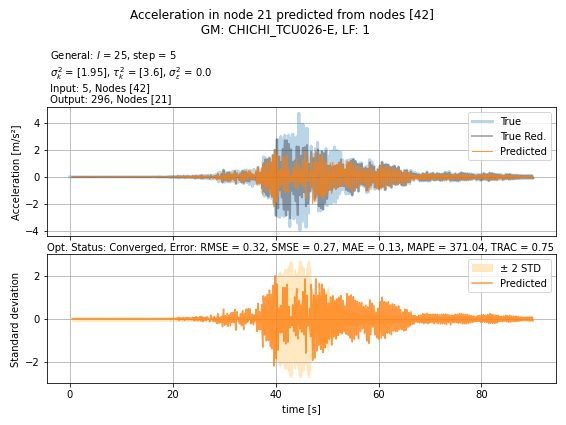 Acceleration in node 21 predicted from nodes [42]
GM: CHICHI_TCU026-E, LF: 1
General: l = 25, step = 5
σ²ₖ = [1.95], τ²ₖ = [3.6], σ²ε = 0.0
Input: 5, Nodes [42]
Output: 296, Nodes [21]
4
2
0
−2
−4
Acceleration [m/s²]
True
True Red.
Predicted
Opt. Status: Converged, Error: RMSE = 0.32, SMSE = 0.27, MAE = 0.13, MAPE = 371.04, TRAC = 0.75
2
0
−2
Standard deviation
± 2 STD
Predicted
0 20 40 60 80
time [s]